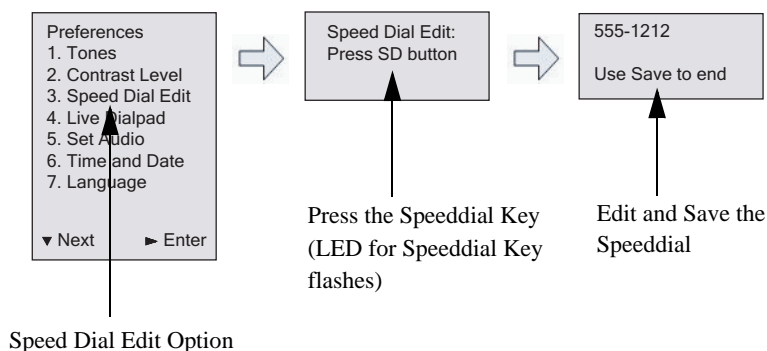 Preferences
1. Tones
2. Contrast Level
3. Speed Dial Edit
4. Live Dialpad
5. Set Audio
6. Time and Date
7. Language
▼ Next ► Enter
Speed Dial Edit Option
Speed Dial Edit:
Press SD button
Press the Speeddial Key
(LED for Speeddial Key
flashes)
555-1212
Use Save to end
Edit and Save the
Speeddial